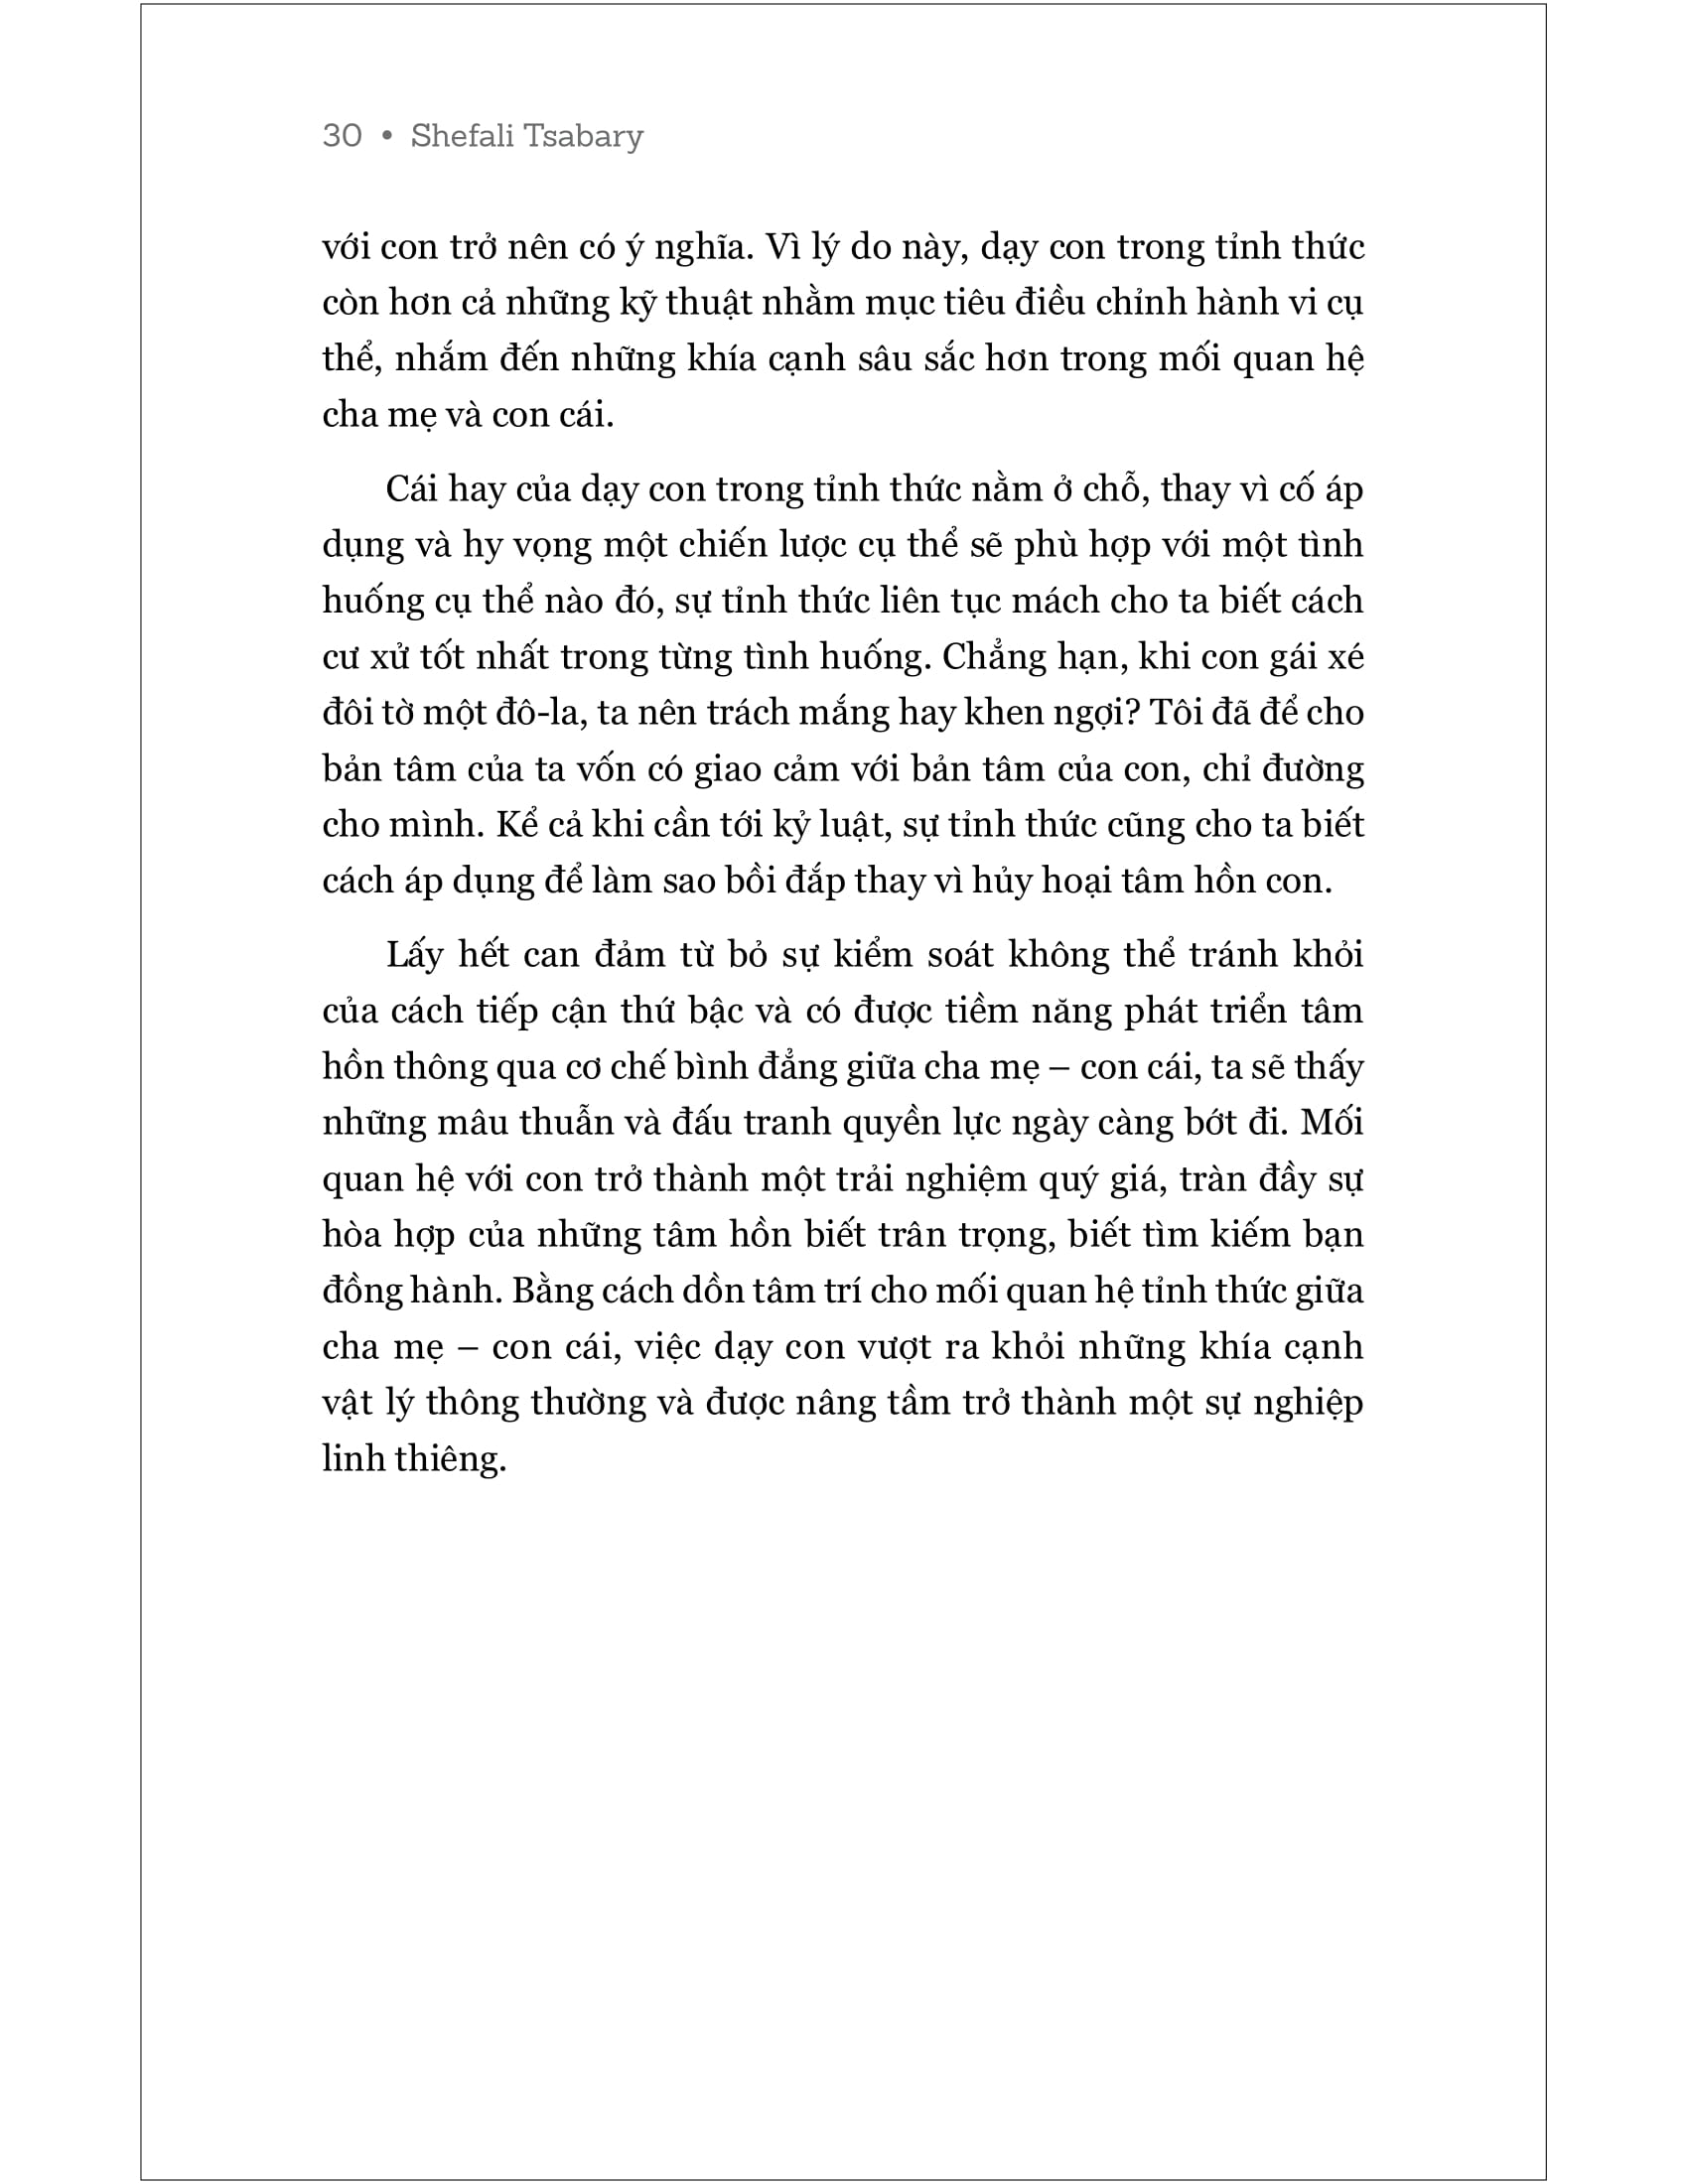 30 • Shefali Tsabary
với con trở nên có ý nghĩa. Vì lý do này, dạy con trong tỉnh thức
còn hơn cả những kỹ thuật nhằm mục tiêu điều chỉnh hành vi cụ
thể, nhắm đến những khía cạnh sâu sắc hơn trong mối quan hệ
cha mẹ và con cái.
Cái hay của dạy con trong tỉnh thức nằm ở chỗ, thay vì cố áp
dụng và hy vọng một chiến lược cụ thể sẽ phù hợp với một tình
huống cụ thể nào đó, sự tỉnh thức liên tục mách cho ta biết cách
cư xử tốt nhất trong từng tình huống. Chẳng hạn, khi con gái xé
đôi tờ một đô-la, ta nên trách mắng hay khen ngợi? Tôi đã để cho
bản tâm của ta vốn có giao cảm với bản tâm của con, chỉ đường
cho mình. Kể cả khi cần tới kỷ luật, sự tỉnh thức cũng cho ta biết
cách áp dụng để làm sao bồi đắp thay vì hủy hoại tâm hồn con.
Lấy hết can đảm từ bỏ sự kiểm soát không thể tránh khỏi
của cách tiếp cận thứ bậc và có được tiềm năng phát triển tâm
hồn thông qua cơ chế bình đẳng giữa cha mẹ – con cái, ta sẽ thấy
những mâu thuẫn và đấu tranh quyền lực ngày càng bớt đi. Mối
quan hệ với con trở thành một trải nghiệm quý giá, tràn đầy sự
hòa hợp của những tâm hồn biết trân trọng, biết tìm kiếm bạn
đồng hành. Bằng cách dồn tâm trí cho mối quan hệ tỉnh thức giữa
cha mẹ – con cái, việc dạy con vượt ra khỏi những khía cạnh
vật lý thông thường và được nâng tầm trở thành một sự nghiệp
linh thiêng.